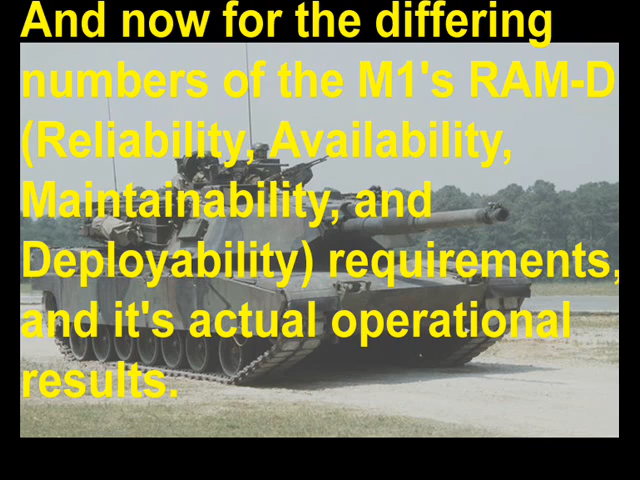 And now for the differing
numbers of the M1's RAM-D
(Reliability, Availability,
Maintainability, and
Deployability) requirements,
and it's actual operational
results.